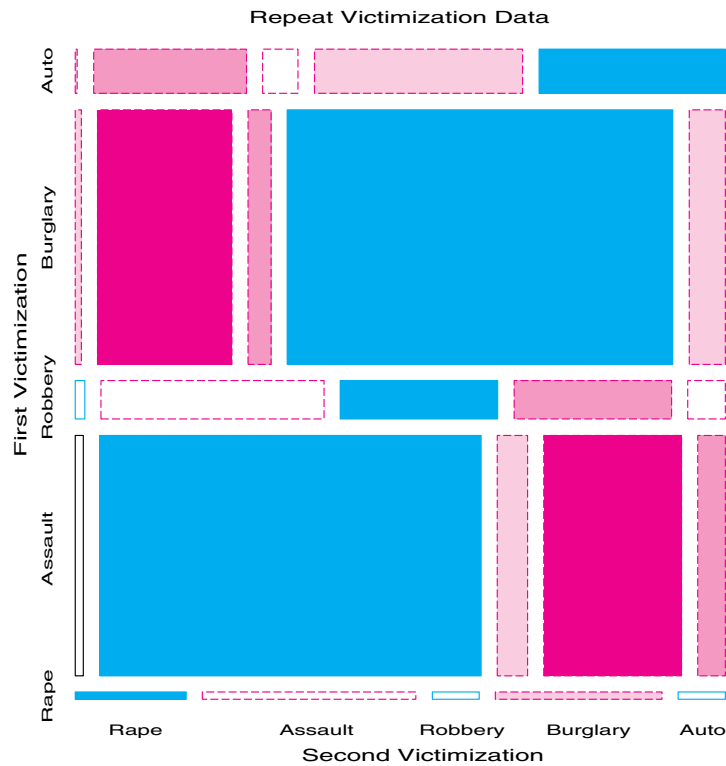 Repeat Victimization Data
First Victimization
Auto
Burglary
Robbery
Assault
Rape
Rape Assault Robbery Burglary Auto
Second Victimization